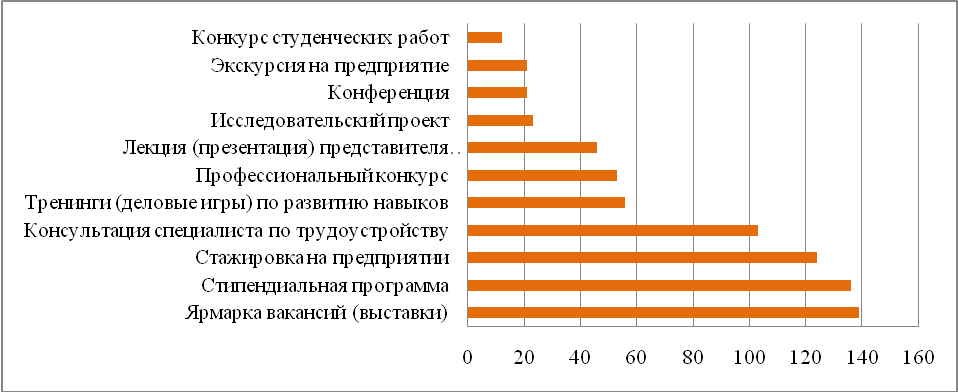 Конкурс студенческих работ
Экскурсия на предприятие
Конференция
Исследовательский проект
Лекция (презентация) представителя..
Профессиональный конкурс
Тренинги (деловые игры) по развитию навыков
Консультация специалиста по трудоустройству
Стажировка на предприятии
Стипендиальная программа
Ярмарка вакансий (выставки)
0 20 40 60 80 100 120 140 160